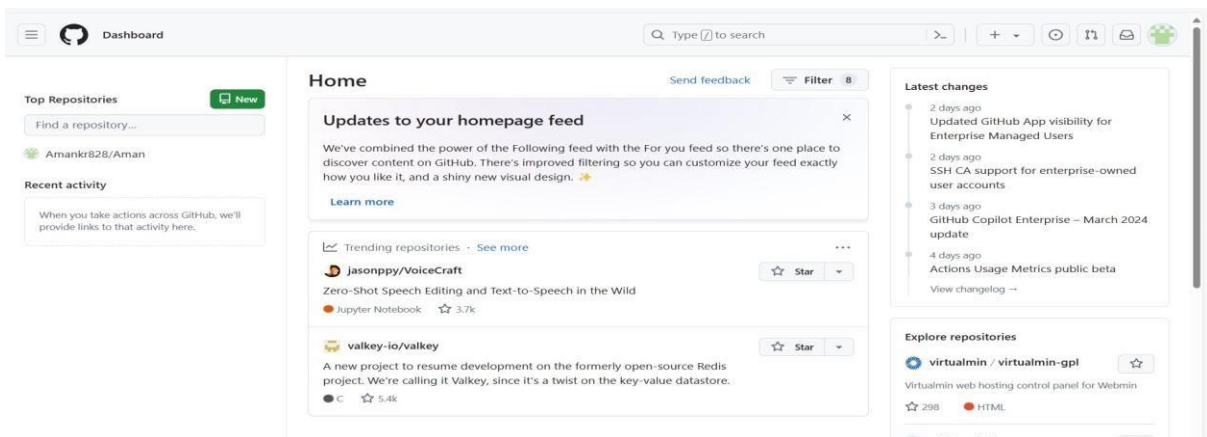 Dashboard
Type / to search
Top Repositories
New
Find a repository...
Amankr828/Aman
Recent activity
When you take actions across GitHub, we'll
provide links to that activity here.
Home
Send feedback
Filter 8
Updates to your homepage feed
We've combined the power of the Following feed with the For you feed so there's one place to
discover content on GitHub. There's improved filtering so you can customize your feed exactly
how you like it, and a shiny new visual design. ✨
Learn more
Trending repositories · See more
jasonppy/VoiceCraft
Star
Zero-Shot Speech Editing and Text-to-Speech in the Wild
Jupyter Notebook 3.7k
valkey-io/valkey
Star
A new project to resume development on the formerly open-source Redis
project. We're calling it Valkey, since it's a twist on the key-value datastore.
C 5.4k
Latest changes
2 days ago
Updated GitHub App visibility for
Enterprise Managed Users
2 days ago
SSH CA support for enterprise-owned
user accounts
3 days ago
GitHub Copilot Enterprise – March 2024
update
4 days ago
Actions Usage Metrics public beta
View changelog →
Explore repositories
virtualmin / virtualmin-gpl
Virtualmin web hosting control panel for Webmin
298 HTML